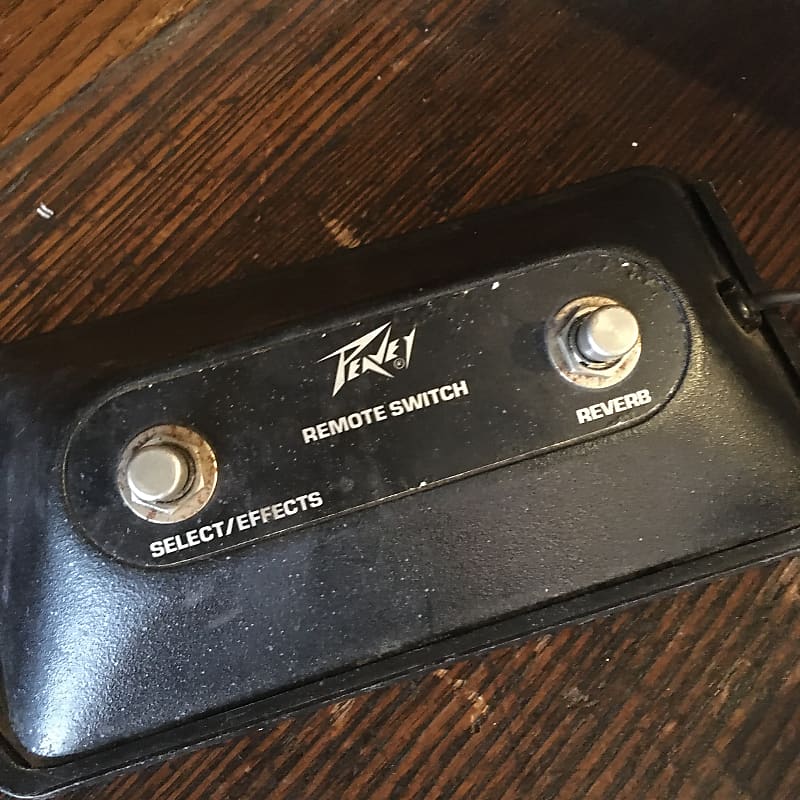 PEAVEY ®
REMOTE SWITCH
REVERB
SELECT/EFFECTS